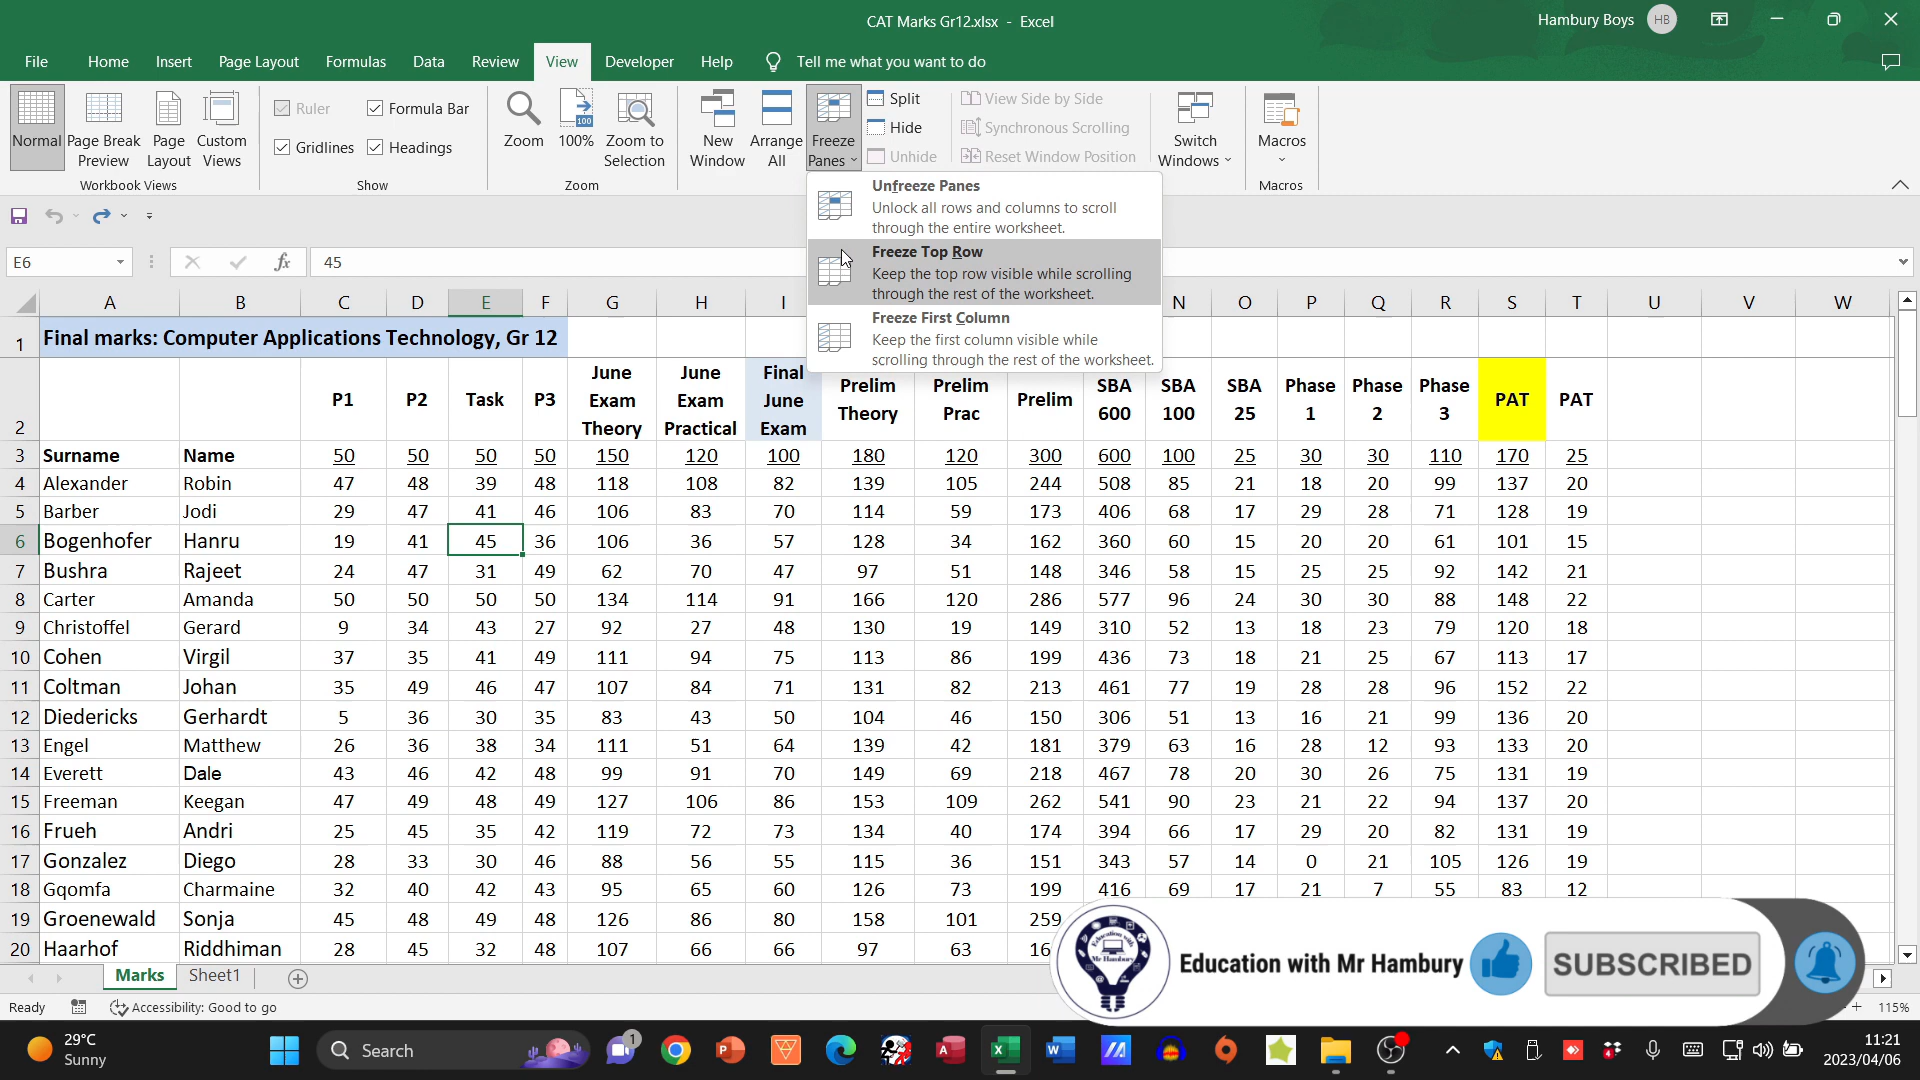 CAT Marks Gr12.xlsx - Excel
Hambury Boys HB
File Home Insert Page Layout Formulas Data Review View Developer Help Tell me what you want to do
Normal
Page Break Preview
Page Layout
Custom Views
Workbook Views
Ruler
Formula Bar
Gridlines
Headings
Show
Zoom
100%
Zoom to Selection
Zoom
New Window
Arrange All
Freeze Panes
Split
Hide
Unhide
View Side by Side
Synchronous Scrolling
Reset Window Position
Switch Windows
Macros
Macros
Unfreeze Panes
Unlock all rows and columns to scroll
through the entire worksheet.
Freeze Top Row
Keep the top row visible while scrolling
through the rest of the worksheet.
Freeze First Column
Keep the first column visible while
scrolling through the rest of the worksheet.
E6 fx 45
A B C D E F G H I N O P Q R S T U V W
1 Final marks: Computer Applications Technology, Gr 12
2 P1 P2 Task P3 June Exam Theory June Exam Practical Final June Exam Prelim Theory Prelim Prac Prelim SBA 600 SBA 100 SBA 25 Phase 1 Phase 2 Phase 3 PAT PAT
3 Surname Name 50 50 50 50 150 120 100 180 120 300 600 100 25 30 30 110 170 25
4 Alexander Robin 47 48 39 48 118 108 82 139 105 244 508 85 21 18 20 99 137 20
5 Barber Jodi 29 47 41 46 106 83 70 114 59 173 406 68 17 29 28 71 128 19
6 Bogenhofer Hanru 19 41 45 36 106 36 57 128 34 162 360 60 15 20 20 61 101 15
7 Bushra Rajeet 24 47 31 49 62 70 47 97 51 148 346 58 15 25 25 92 142 21
8 Carter Amanda 50 50 50 50 134 114 91 166 120 286 577 96 24 30 30 88 148 22
9 Christoffel Gerard 9 34 43 27 92 27 48 130 19 149 310 52 13 18 23 79 120 18
10 Cohen Virgil 37 35 41 49 111 94 75 113 86 199 436 73 18 21 25 67 113 17
11 Coltman Johan 35 49 46 47 107 84 71 131 82 213 461 77 19 28 28 96 152 22
12 Diedericks Gerhardt 5 36 30 35 83 43 50 104 46 150 306 51 13 16 21 99 136 20
13 Engel Matthew 26 36 38 34 111 51 64 139 42 181 379 63 16 28 12 93 133 20
14 Everett Dale 43 46 42 48 99 91 70 149 69 218 467 78 20 30 26 75 131 19
15 Freeman Keegan 47 49 48 49 127 106 86 153 109 262 541 90 23 21 22 94 137 20
16 Frueh Andri 25 45 35 42 119 72 73 134 40 174 394 66 17 29 20 82 131 19
17 Gonzalez Diego 28 33 30 46 88 56 55 115 36 151 343 57 14 0 21 105 126 19
18 Gqomfa Charmaine 32 40 42 43 95 65 60 126 73 199 416 69 17 21 7 55 83 12
19 Groenewald Sonja 45 48 49 48 126 86 80 158 101 259
20 Haarhof Riddhiman 28 45 32 48 107 66 66 97 63 16
Education with Mr Hambury SUBSCRIBED
Marks Sheet1
Ready Accessibility: Good to go 115%
29°C
Sunny
Search
1
11:21
2023/04/06